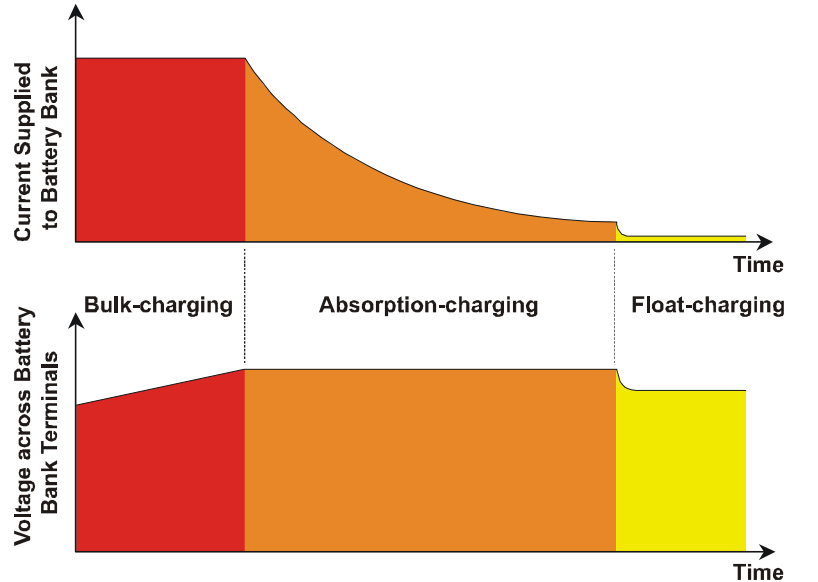 Current Supplied
to Battery Bank
Time
Bulk-charging
Absorption-charging
Float-charging
Voltage across Battery
Bank Terminals
Time